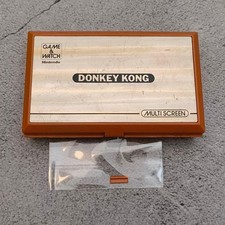 GAME
&
WATCH
Nintendo
DONKEY KONG
MULTI SCREEN